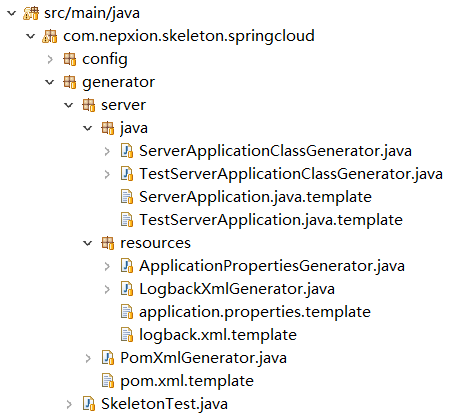 src/main/java
com.nepxion.skeleton.springcloud
config
generator
server
java
ServerApplicationClassGenerator.java
TestServerApplicationClassGenerator.java
ServerApplication.java.template
TestServerApplication.java.template
resources
ApplicationPropertiesGenerator.java
LogbackXmlGenerator.java
application.properties.template
logback.xml.template
PomXmlGenerator.java
pom.xml.template
SkeletonTest.java